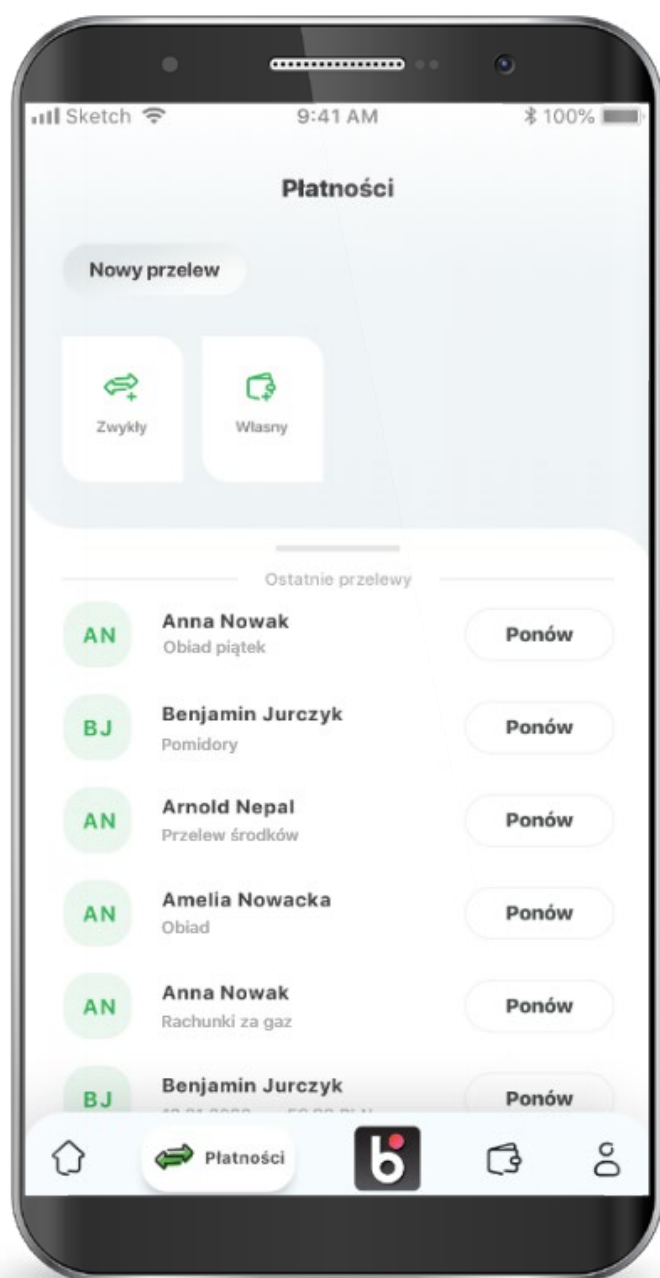 Sketch 9:41 AM 100%
Płatności
Nowy przelew
Zwykły Własny
Ostatnie przelewy
AN Anna Nowak Ponów
Obiad piątek
BJ Benjamin Jurczyk Ponów
Pomidory
AN Arnold Nepal Ponów
Przelew środków
AN Amelia Nowacka Ponów
Obiad
AN Anna Nowak Ponów
Rachunki za gaz
BJ Benjamin Jurczyk Ponów
Płatności b